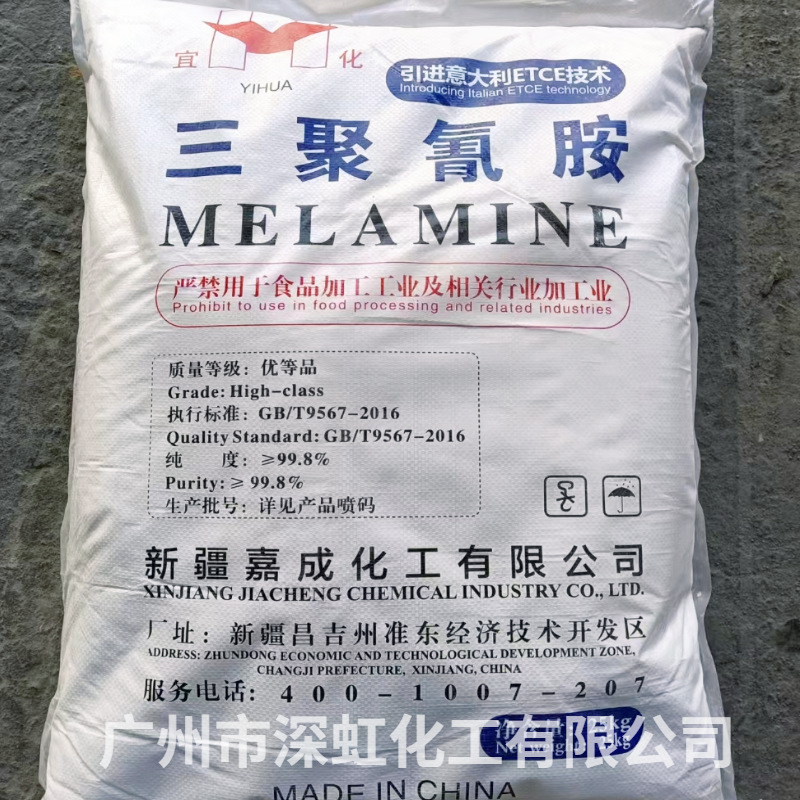 宜 化
YIHUA
引进意大利ETCE技术
Introducing Italian ETCE technology
三聚氰胺
MELAMINE
严禁用于食品加工工业及相关行业加工业
Prohibit to use in food processing and related industries
质量等级：优等品
Grade: High-class
执行标准：GB/T9567-2016
Quality Standard: GB/T9567-2016
纯 度：≥99.8%
Purity: ≥99.8%
生产批号：详见产品喷码
新疆嘉成化工有限公司
XINJIANG JIACHENG CHEMICAL INDUSTRY CO., LTD.
厂址：新疆昌吉州准东经济技术开发区
ADDRESS: ZHUNDONG ECONOMIC AND TECHNOLOGICAL DEVELOPMENT ZONE,
CHANGJI PREFECTURE, XINJIANG, CHINA
服务电话：400-1007-207
广州市深虹化工有限公司
Net weight: 25kg
MADE IN CHINA